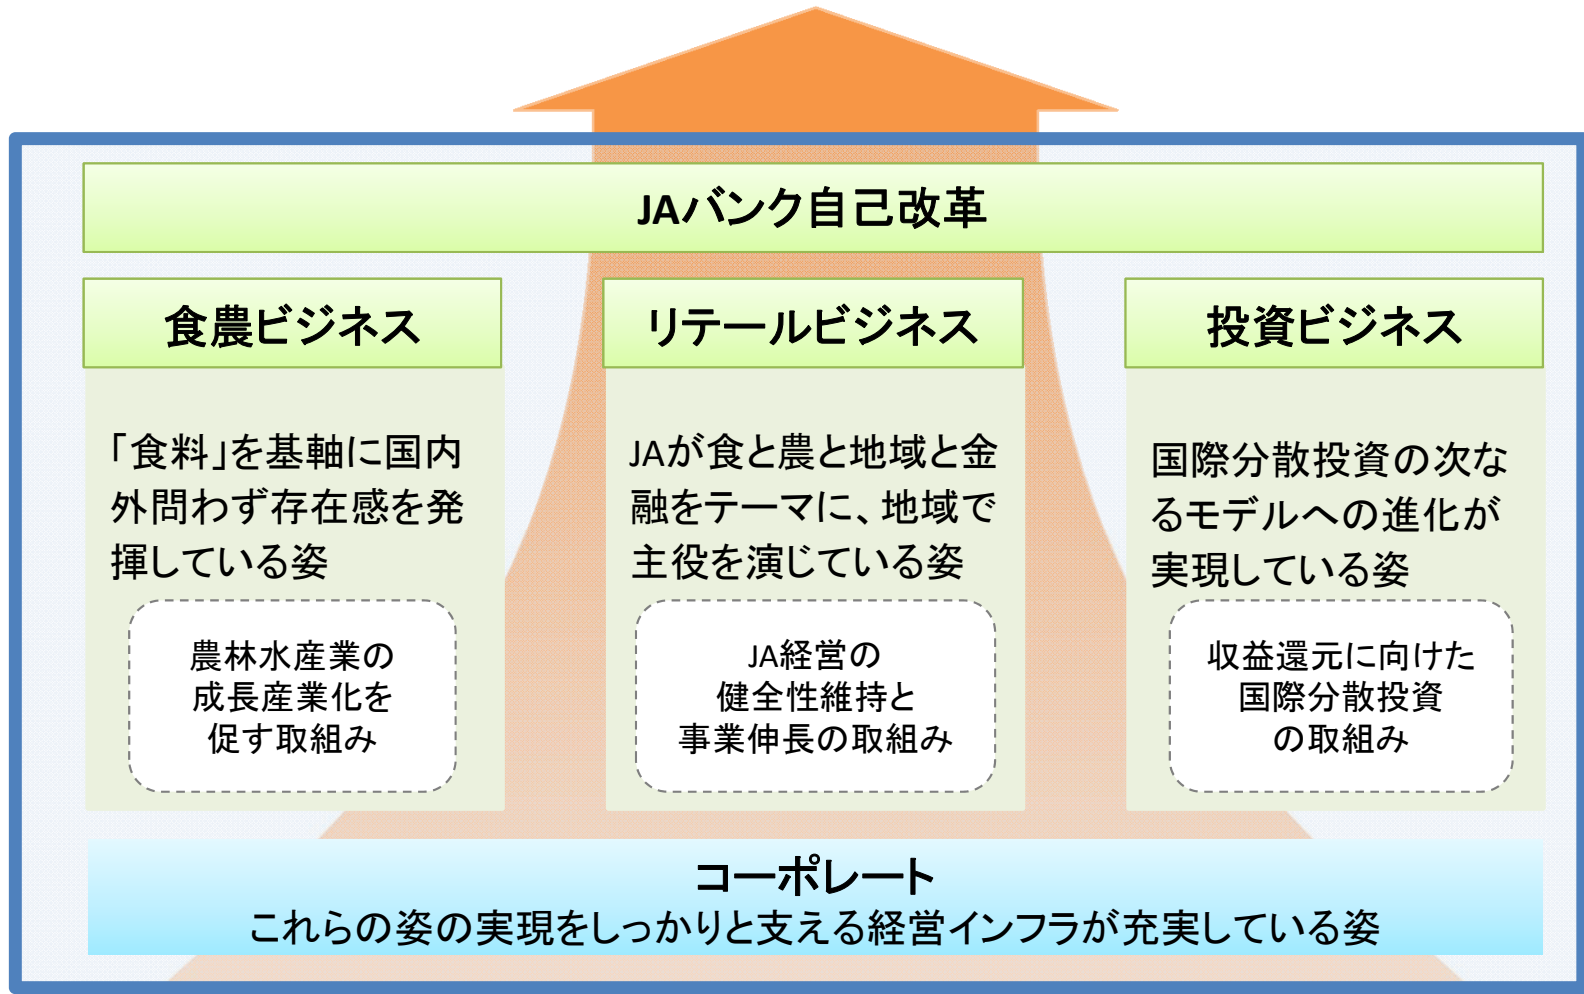 JAバンク自己改革
食農ビジネス
「食料」を基軸に国内
外問わず存在感を発
揮している姿
農林水産業の
成長産業化を
促す取組み
リテールビジネス
JAが食と農と地域と金
融をテーマに、地域で
主役を演じている姿
JA経営の
健全性維持と
事業伸長の取組み
投資ビジネス
国際分散投資の次な
るモデルへの進化が
実現している姿
収益還元に向けた
国際分散投資
の取組み
コーポレート
これらの姿の実現をしっかりと支える経営インフラが充実している姿